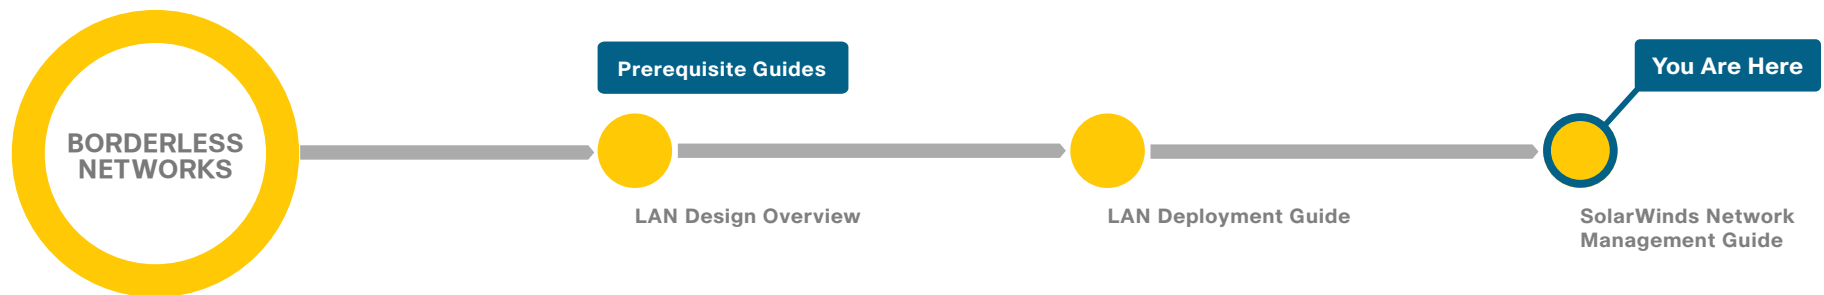 BORDERLESS
NETWORKS
Prerequisite Guides
You Are Here
LAN Design Overview
LAN Deployment Guide
SolarWinds Network
Management Guide